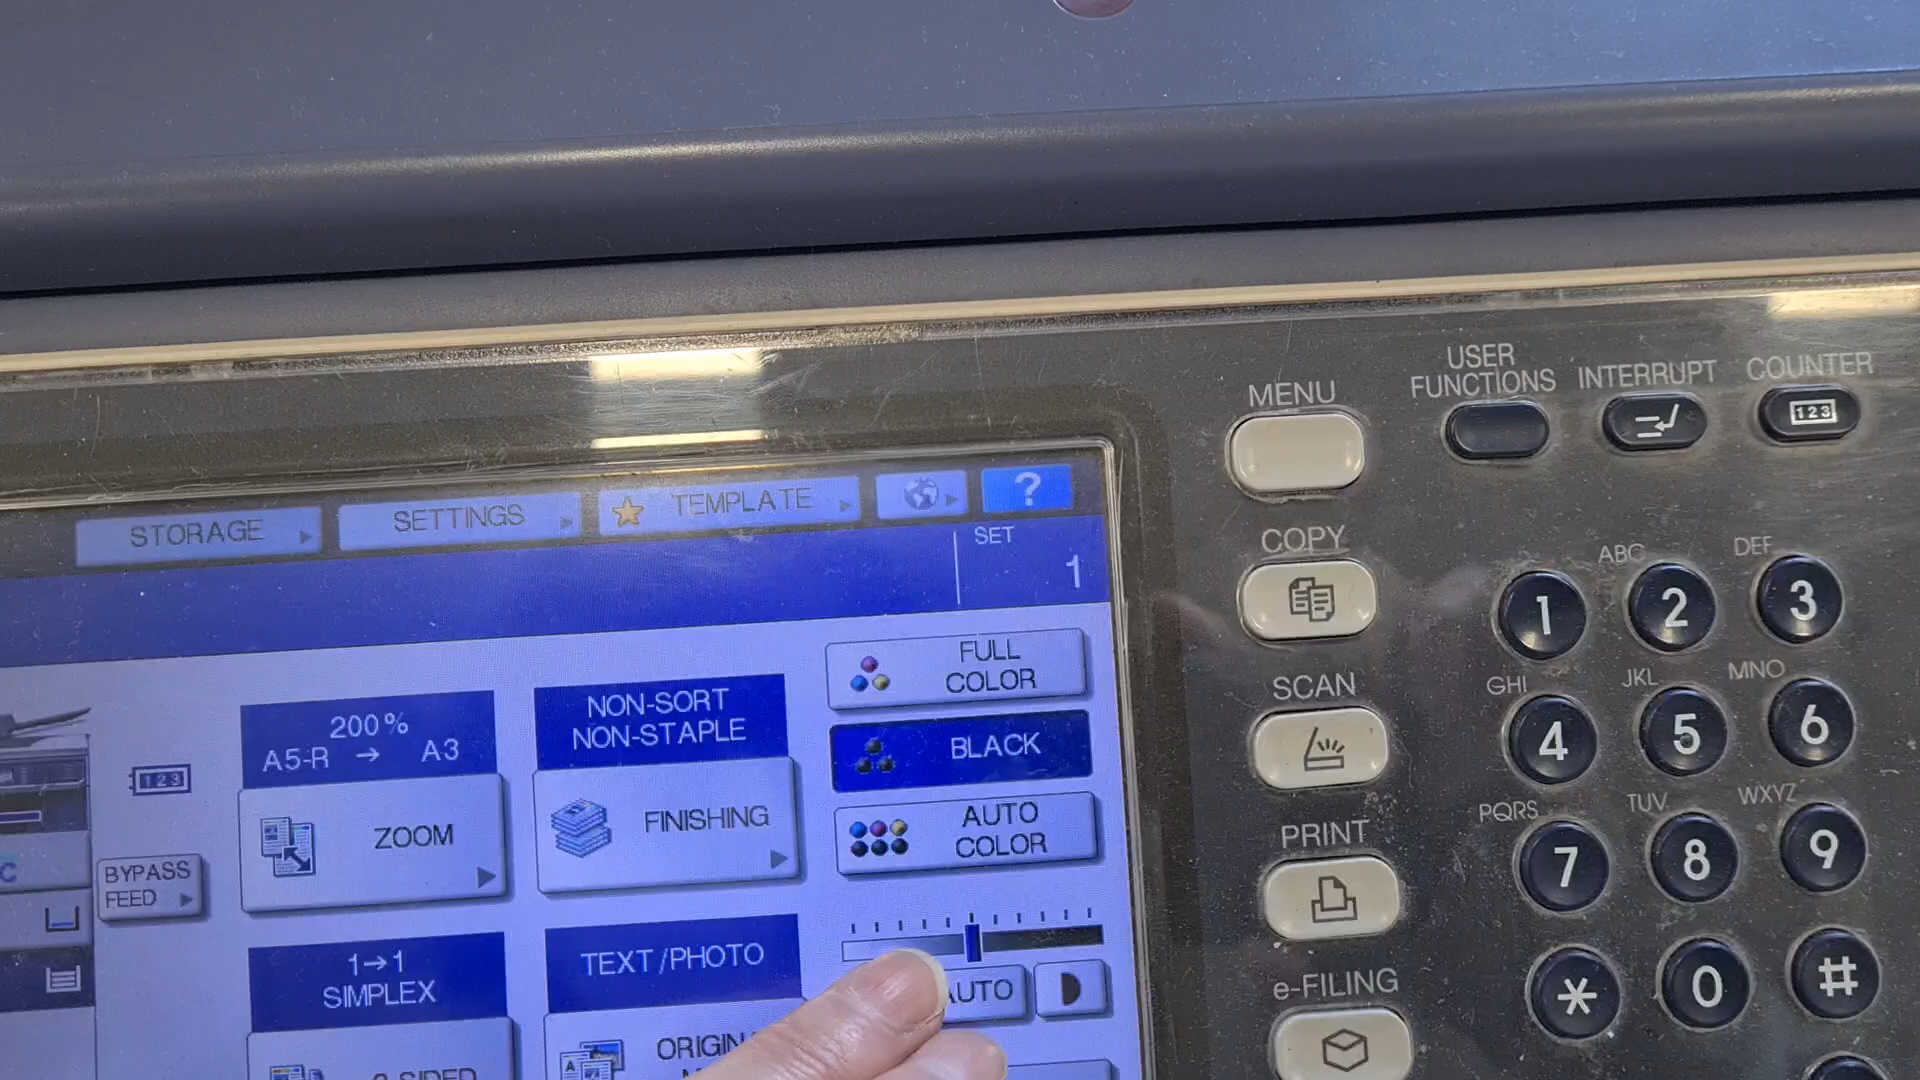 MENU
USER
FUNCTIONS
INTERRUPT
COUNTER
123
STORAGE
SETTINGS
TEMPLATE
?
SET
1
COPY
ABC
DEF
1
2
3
FULL
COLOR
200%
A5-R → A3
NON-SORT
NON-STAPLE
BLACK
SCAN
GHI
JKL
MNO
4
5
6
123
ZOOM
FINISHING
AUTO
COLOR
BYPASS
FEED
C
PRINT
PQRS
TUV
WXYZ
7
8
9
1→1
SIMPLEX
TEXT/PHOTO
AUTO
e-FILING
*
0
#
2-SIDED